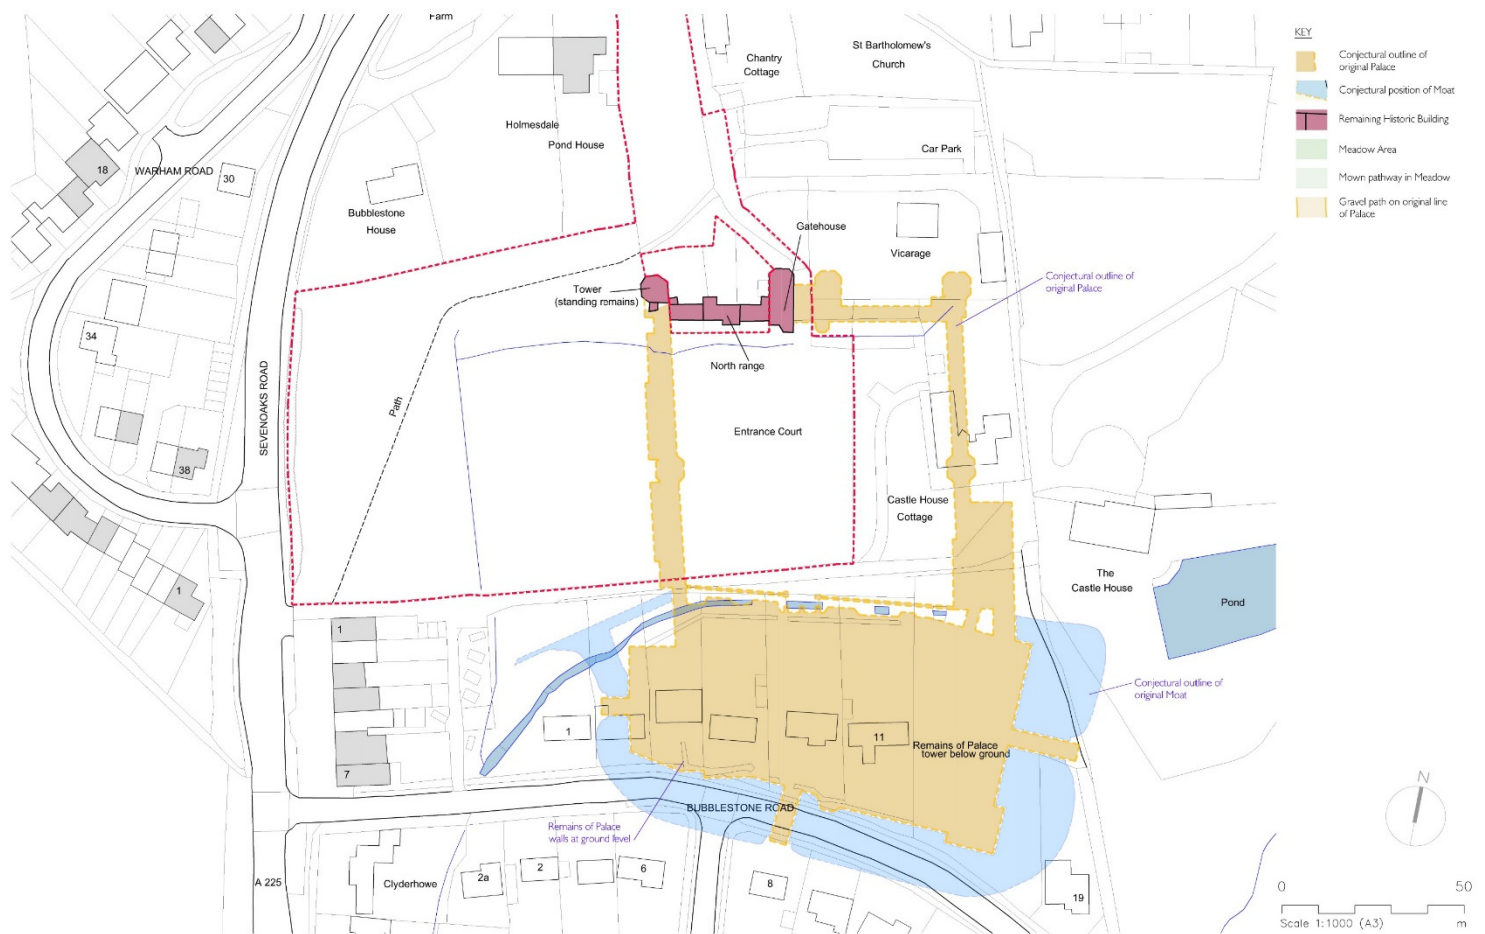 Farm
Holmesdale
Pond House
Chantry
Cottage
St Bartholomew's
Church
Car Park
KEY
Conjectural outline of
original Palace
Conjectural position of Moat
Remaining Historic Building
Meadow Area
Mown pathway in Meadow
Gravel path on original line
of Palace
18
WARHAM ROAD
30
Bubblestone
House
Gatehouse
Vicarage
Tower
(standing remains)
Conjectural outline of
original Palace
34
North range
SEVENOAKS ROAD
Path
Entrance Court
38
Castle House
Cottage
1
The
Castle House
Pond
1
Conjectural outline of
original Moat
1
11
Remains of Palace
tower below ground
7
BUBBLESTONE ROAD
Remains of Palace
walls at ground level
N
A 225
Clyderhowe
2a
2
6
8
19
0
50
Scale 1:1000 (A3)
m